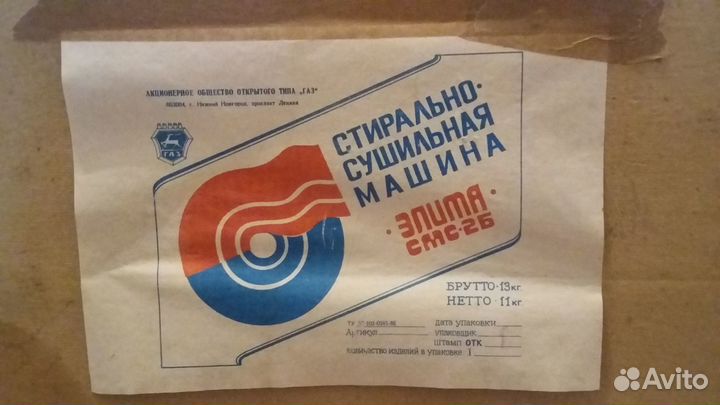 АКЦИОНЕРНОЕ ОБЩЕСТВО ОТКРЫТОГО ТИПА „ГАЗ“
г. Нижний Новгород, проспект Ленина
ГАЗ
СТИРАЛЬНО-
СУШИЛЬНАЯ
МАШИНА
· ЭЛИТА ·
СМС-2Б
БРУТТО-13кг.
НЕТТО - 11кг
ТУ
Артикул
дата упаковки
упаковщик
штамп ОТК
количество изделий в упаковке 1
Avito